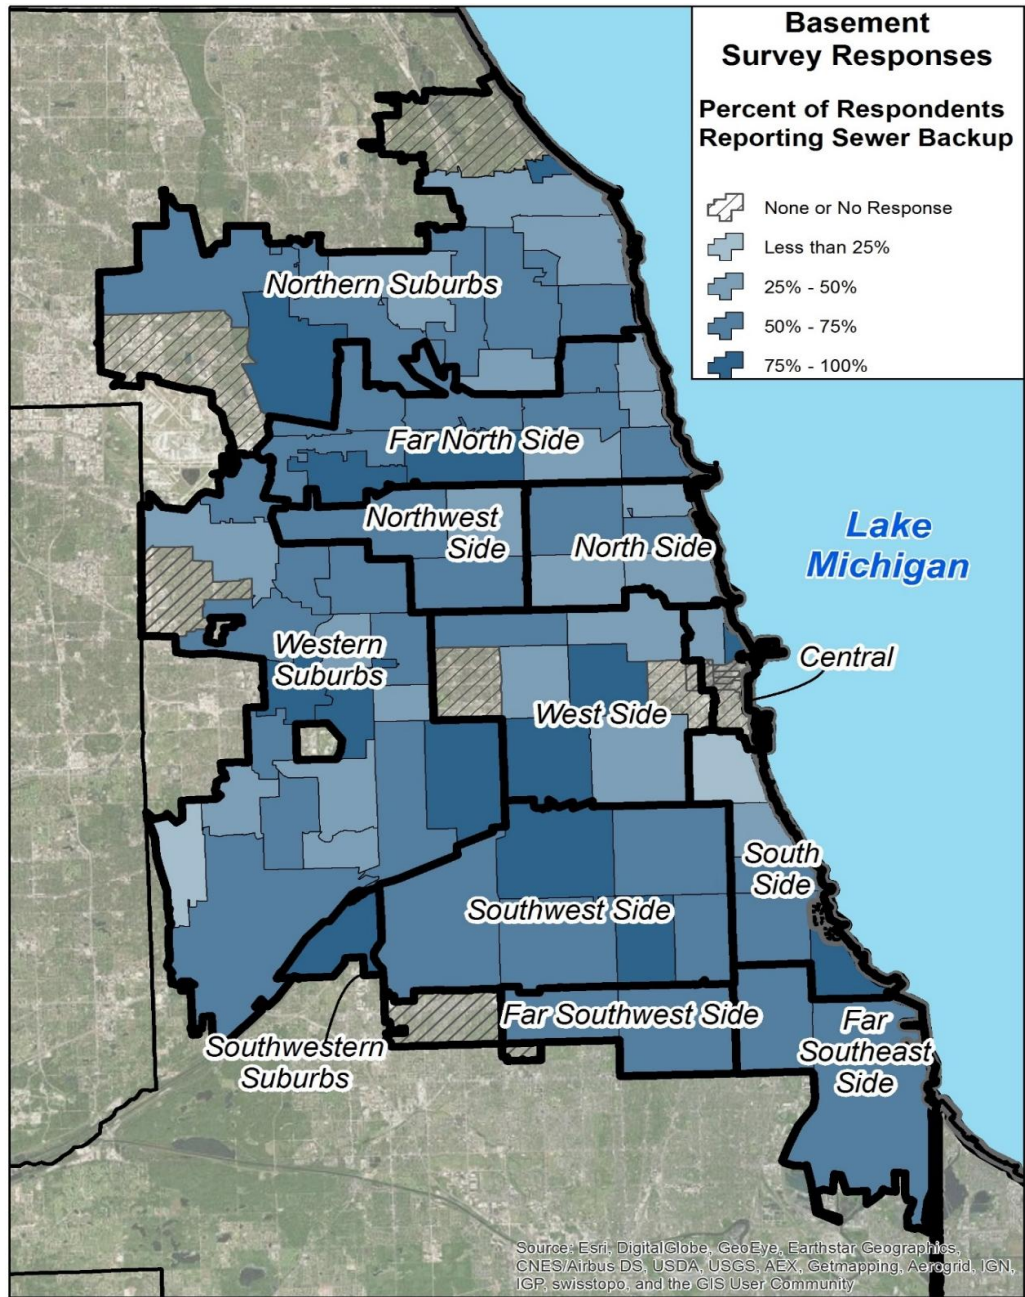 Basement
Survey Responses
Percent of Respondents
Reporting Sewer Backup
None or No Response
Less than 25%
25% - 50%
50% - 75%
75% - 100%
Northern Suburbs
Far North Side
Northwest
Side
North Side
Lake
Michigan
Western
Suburbs
Central
West Side
South
Side
Southwest Side
Far Southwest Side
Far
Southeast
Side
Southwestern
Suburbs
Source: Esri, DigitalGlobe, GeoEye, Earthstar Geographics,
CNES/Airbus DS, USDA, USGS, AEX, Getmapping, Aerogrid, IGN,
IGP, swisstopo, and the GIS User Community